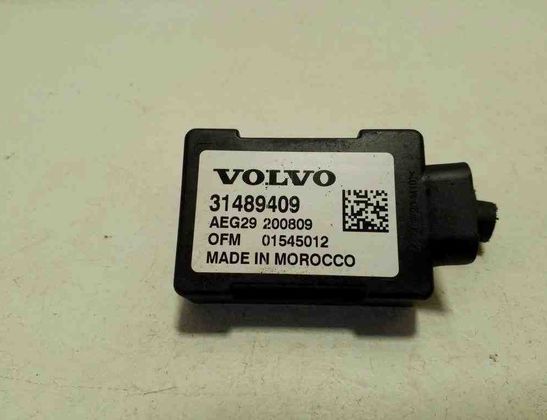 VOLVO
31489409
AEG29 200809
OFM 01545012
MADE IN MOROCCO